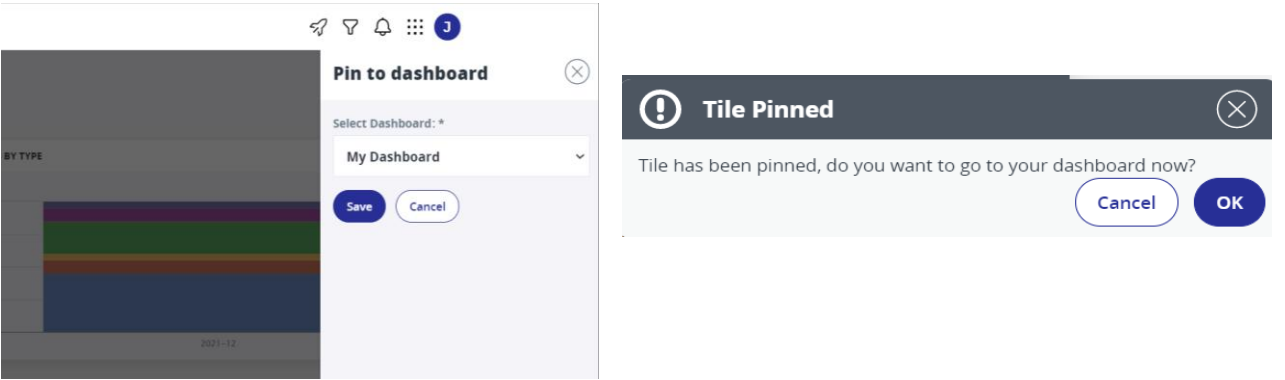 J
Pin to dashboard
Select Dashboard: *
My Dashboard
Save
Cancel
BY TYPE
2021-12
Tile Pinned
Tile has been pinned, do you want to go to your dashboard now?
Cancel
OK